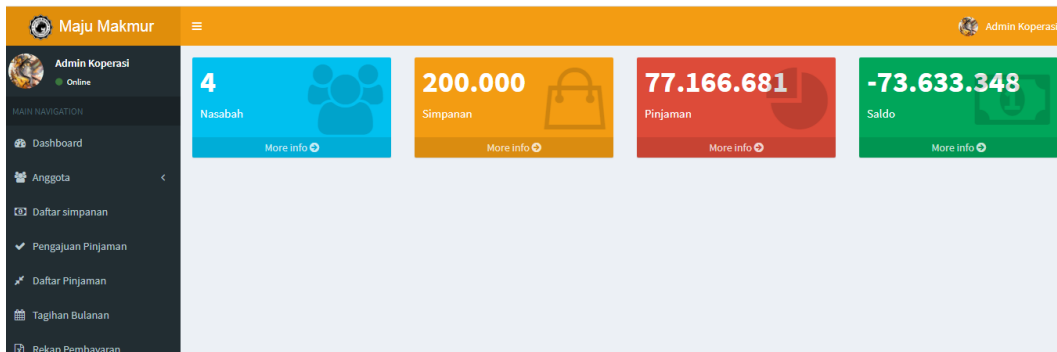 Maju Makmur
Admin Koperasi
Admin Koperasi
Online
MAIN NAVIGATION
Dashboard
Anggota
Daftar simpanan
Pengajuan Pinjaman
Daftar Pinjaman
Tagihan Bulanan
Rekap Pembayaran
4
Nasabah
More info
200.000
Simpanan
More info
77.166.681
Pinjaman
More info
-73.633.348
Saldo
More info